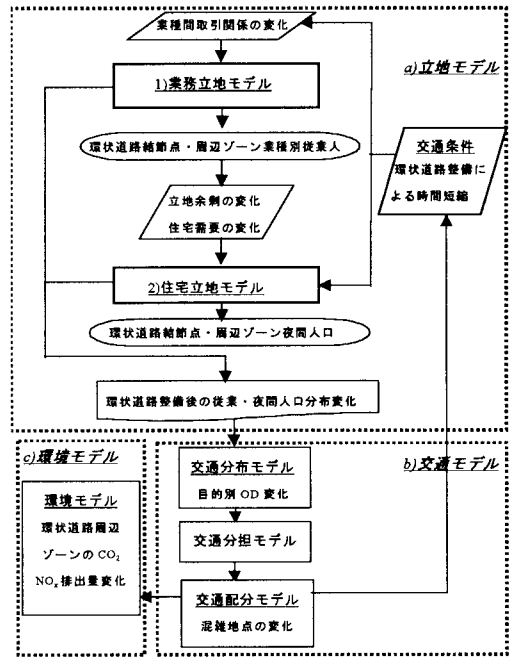 業種間取引関係の変化
a)立地モデル
1)業務立地モデル
環状道路結節点・周辺ゾーン業種別従業人
交通条件
環状道路整備に
よる時間短縮
立地余剰の変化
住宅需要の変化
2)住宅立地モデル
環状道路結節点・周辺ゾーン夜間人口
環状道路整備後の従業・夜間人口分布変化
c)環境モデル
b)交通モデル
交通分布モデル
目的別 OD 変化
環境モデル
環状道路周辺
ゾーンの CO₂
NOₓ排出量変化
交通分担モデル
交通配分モデル
混雑地点の変化